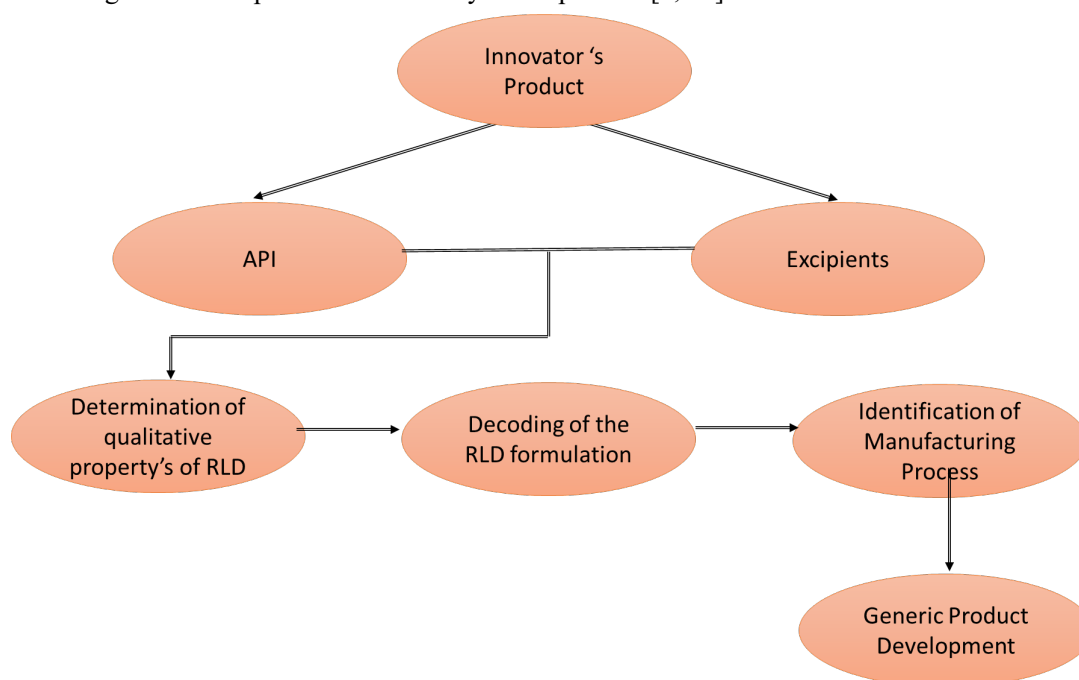 Innovator ‘s
Product
API
Excipients
Determination of
qualitative
property’s of RLD
Decoding of the
RLD formulation
Identification of
Manufacturing
Process
Generic Product
Development